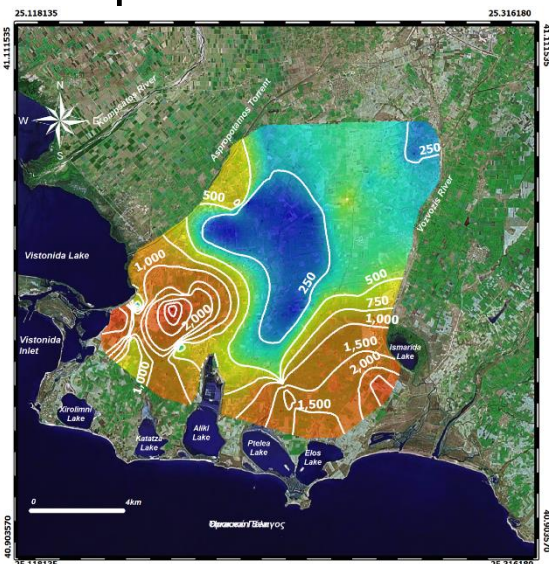 25.118135
25.316180
41.111535
41.111535
N
W
E
S
Kompsatos River
Aspropotamos Torrent
Vozvozis River
250
500
1,000
Vistonida Lake
250
500
750
1,000
2,000
1,500
2,000
Ismarida
Lake
Vistonida
Inlet
1,000
1,500
Xirolimni
Lake
Katatza
Lake
Aliki
Lake
Ptelea
Lake
Elos
Lake
0
4km
40.903570
40.903570
25.118135
25.316180